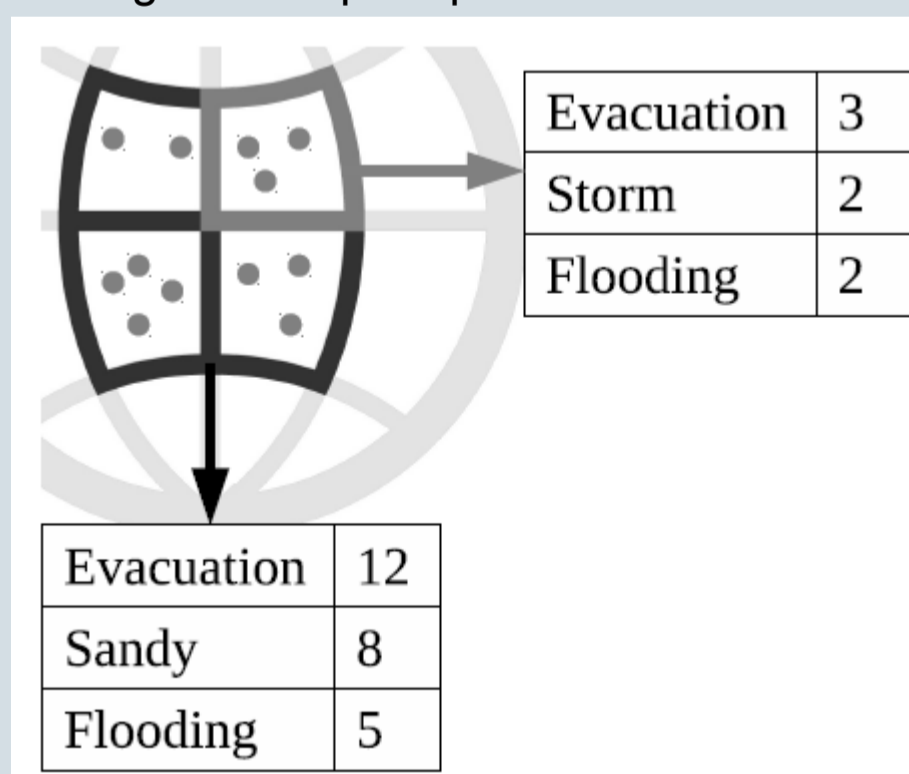 Evacuation 3
Storm 2
Flooding 2
Evacuation 12
Sandy 8
Flooding 5